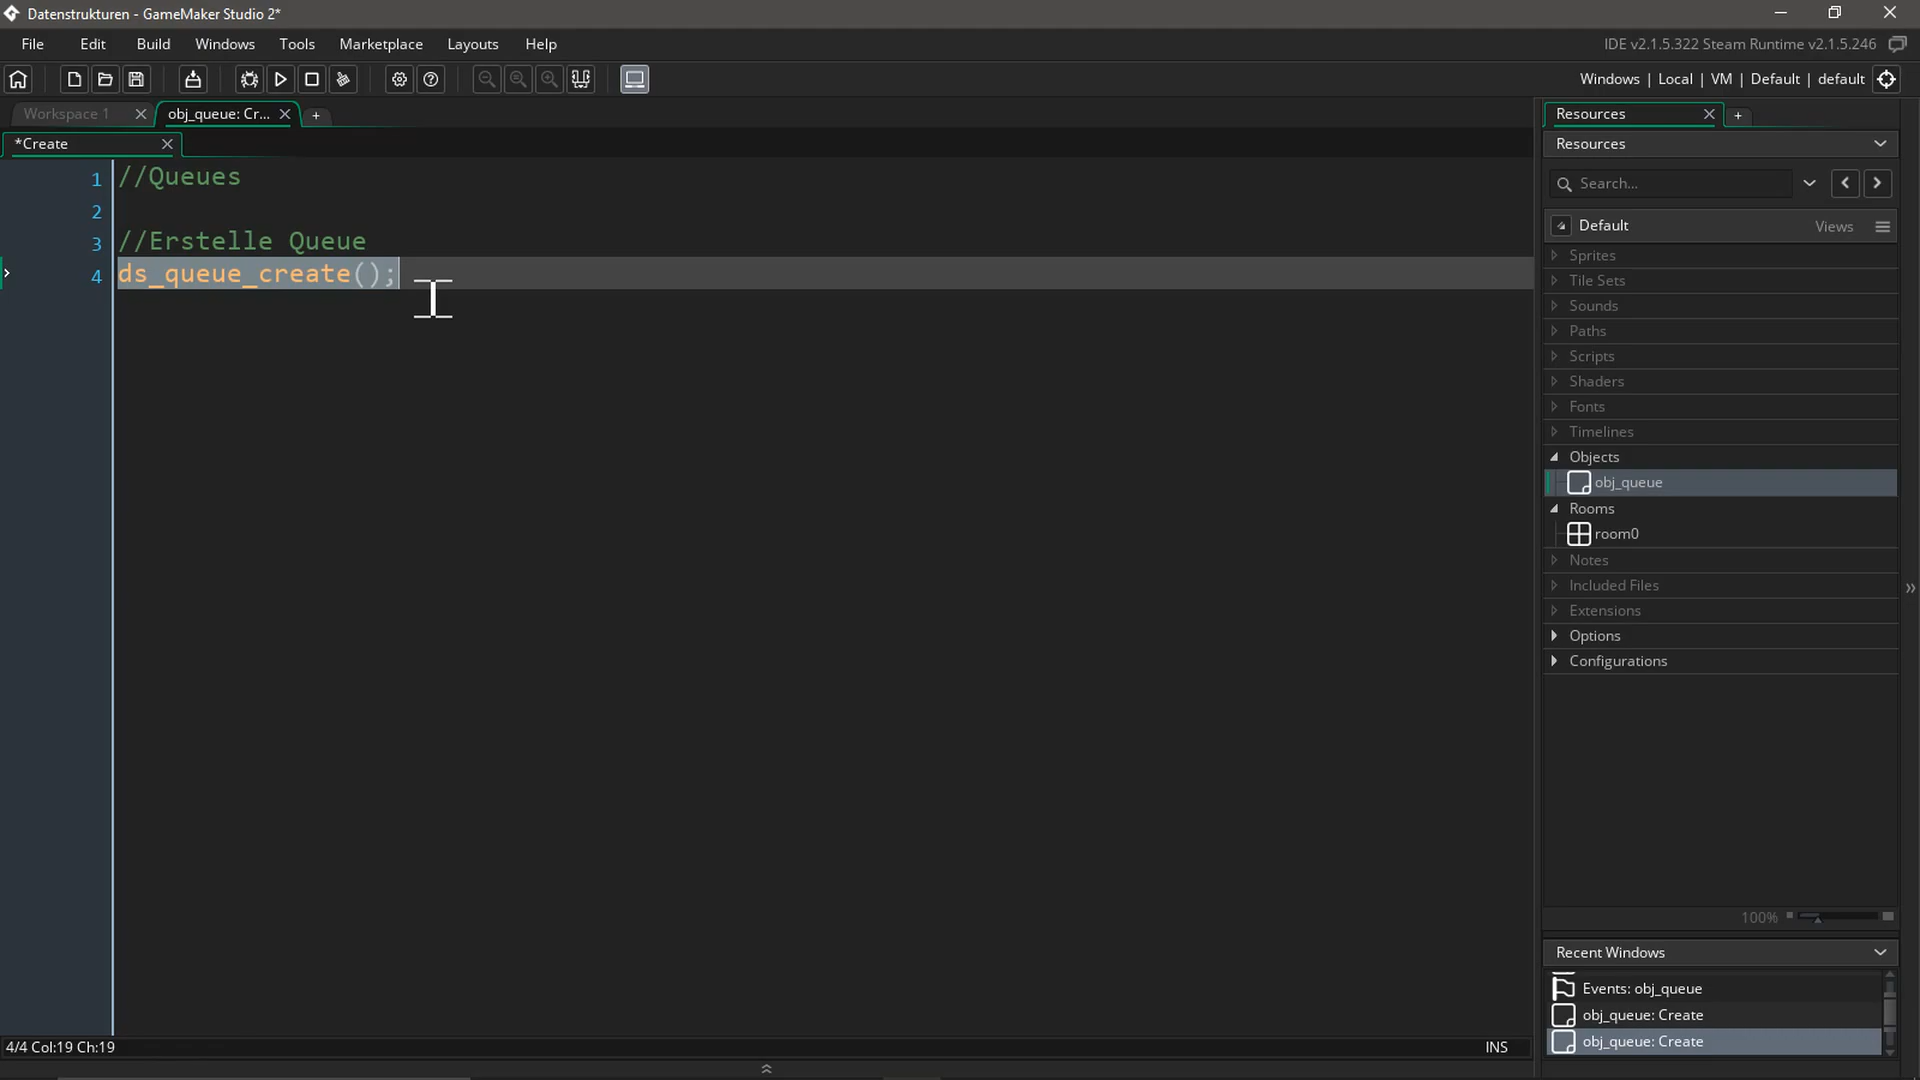 Datenstrukturen - GameMaker Studio 2*
File Edit Build Windows Tools Marketplace Layouts Help
IDE v2.1.5.322 Steam Runtime v2.1.5.246
Windows | Local | VM | Default | default
Workspace 1
obj_queue: Cr...
Resources
*Create
Resources
1 //Queues
Search...
2
3 //Erstelle Queue
Default Views
4 ds_queue_create();
Sprites
Tile Sets
Sounds
Paths
Scripts
Shaders
Fonts
Timelines
Objects
obj_queue
Rooms
room0
Notes
Included Files
Extensions
Options
Configurations
100%
Recent Windows
Events: obj_queue
obj_queue: Create
obj_queue: Create
4/4 Col:19 Ch:19
INS